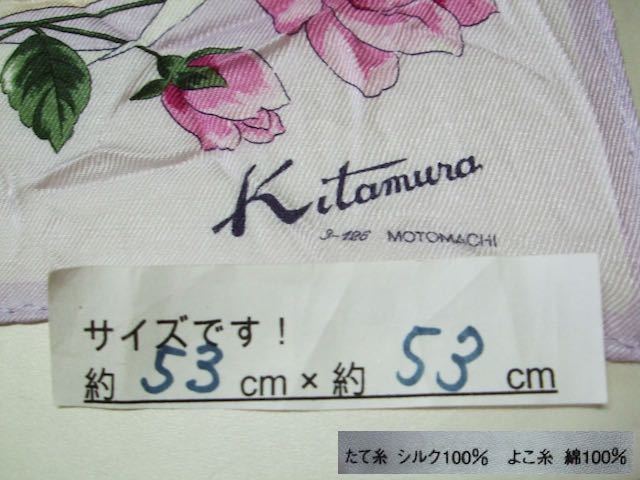 Kitamura
3-126 MOTOMACHI
サイズです！
約 53 cm × 約 53 cm
たて糸 シルク100% よこ糸 綿100%